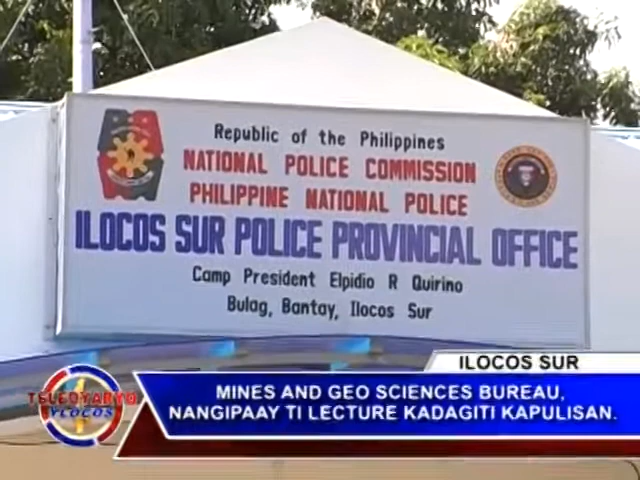 Republic of the Philippines
NATIONAL POLICE COMMISSION
PHILIPPINE NATIONAL POLICE
ILOCOS SUR POLICE PROVINCIAL OFFICE
Camp President Elpidio R Quirino
Bulag, Bantay, Ilocos Sur
ILOCOS SUR
TELEDYARYO
YLOCOS
MINES AND GEO SCIENCES BUREAU,
NANGIPAAY TI LECTURE KADAGITI KAPULISAN.